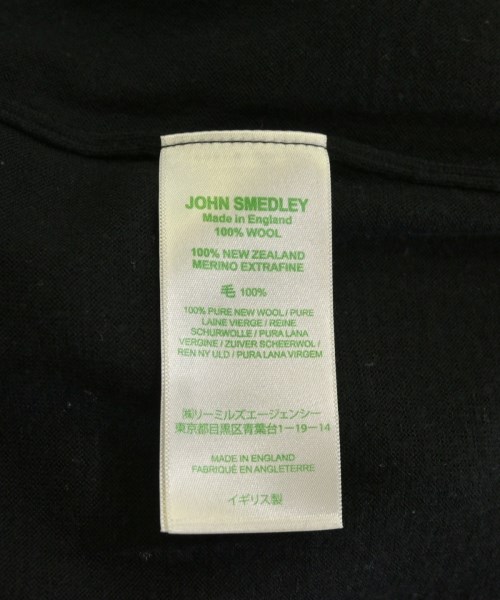 JOHN SMEDLEY
Made in England
100% WOOL
100% NEW ZEALAND
MERINO EXTRAFINE
毛 100%
100% PURE NEW WOOL / PURE
LAINE VIERGE / REINE
SCHURWOLLE / PURA LANA
VERGINE / ZUIVER SCHEERWOL /
REN NY ULD / PURA LANA VIRGEM
㈱リーミルズエージェンシー
東京都目黒区青葉台1-19-14
MADE IN ENGLAND
FABRIQUÉ EN ANGLETERRE
イギリス製